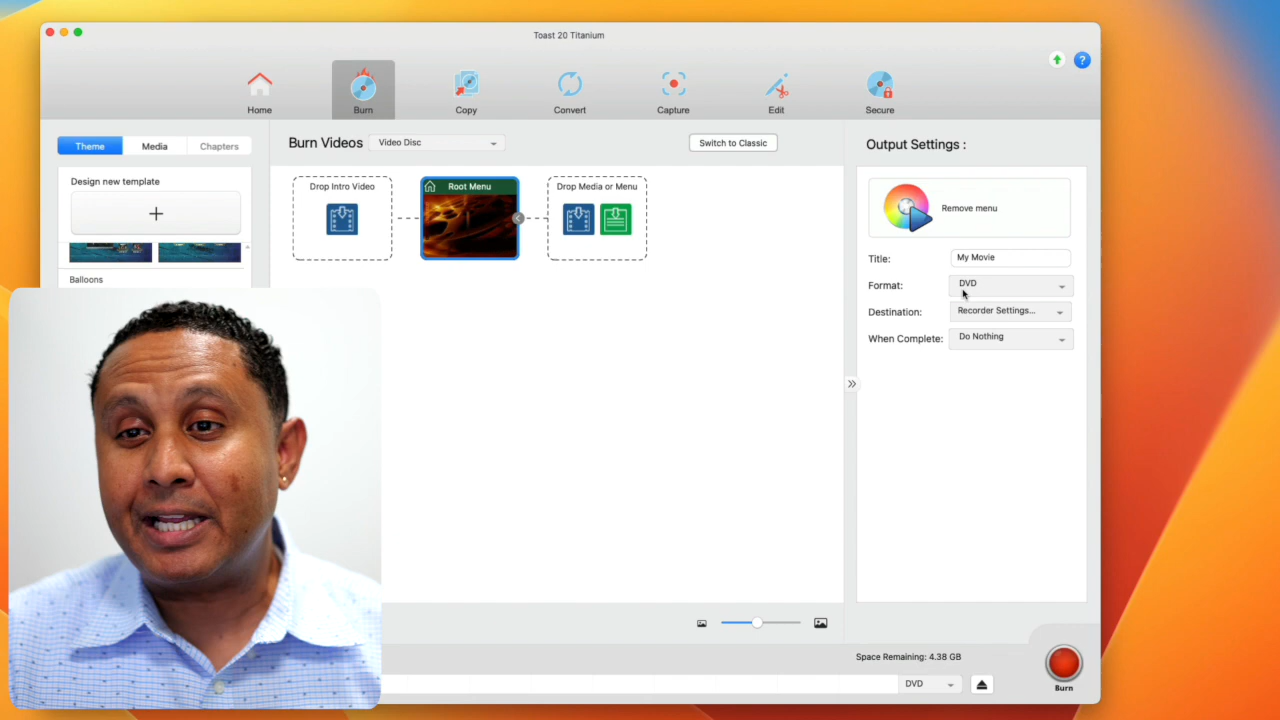 Toast 20 Titanium
?
Home
Burn
Copy
Convert
Capture
Edit
Secure
Theme
Media
Chapters
Burn Videos
Video Disc
Switch to Classic
Output Settings :
Design new template
+
Balloons
Drop Intro Video
Root Menu
Drop Media or Menu
Remove menu
Title:
My Movie
Format:
DVD
Destination:
Recorder Settings...
When Complete:
Do Nothing
Space Remaining: 4.38 GB
DVD
Burn